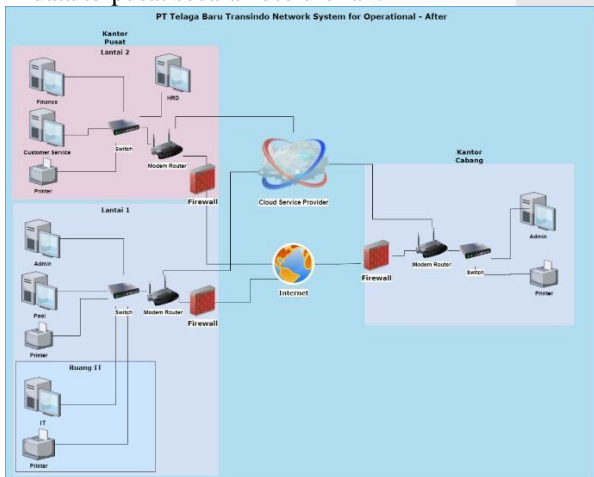 PT Telaga Baru Transindo Network System for Operational - After
Kantor
Pusat
Lantai 2
Finance
HRD
Customer Service
Switch
Modem Router
Printer
Firewall
Cloud Service Provider
Kantor
Cabang
Admin
Modem Router
Switch
Firewall
Printer
Internet
Lantai 1
Admin
Pool
Switch
Modem Router
Firewall
Printer
Ruang IT
IT
Printer